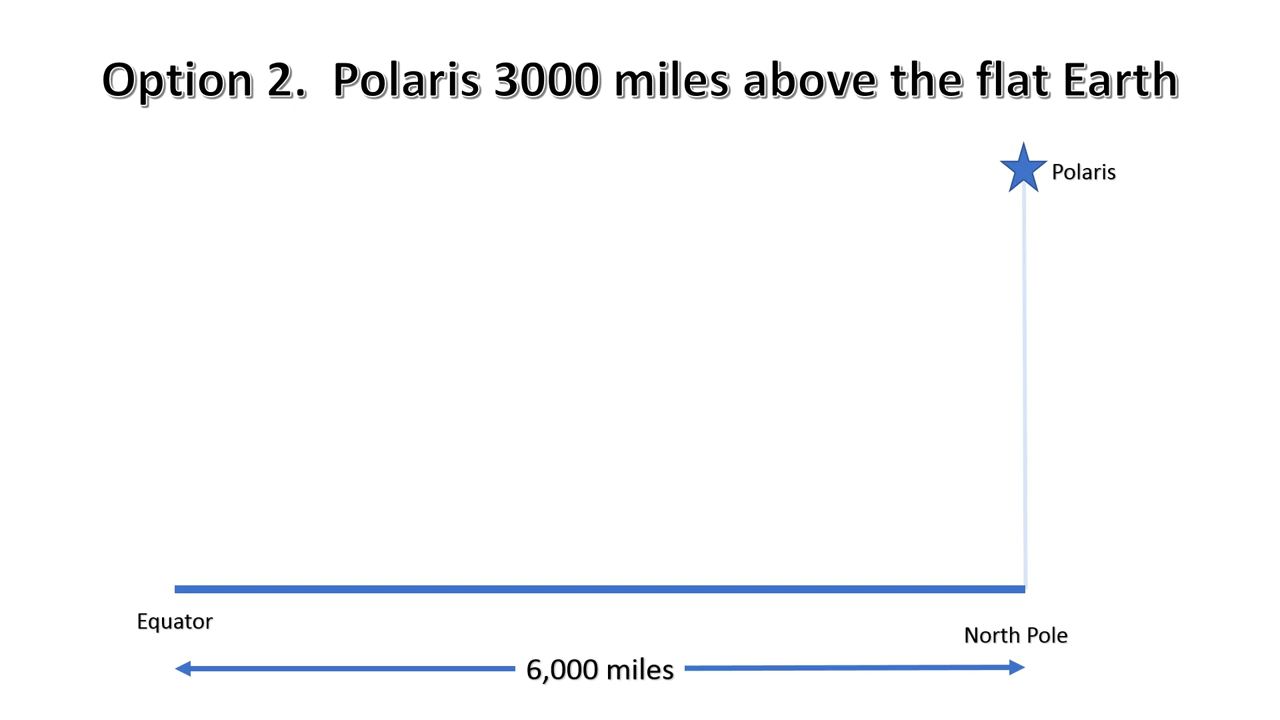 Option 2. Polaris 3000 miles above the flat Earth
Polaris
Equator
North Pole
6,000 miles